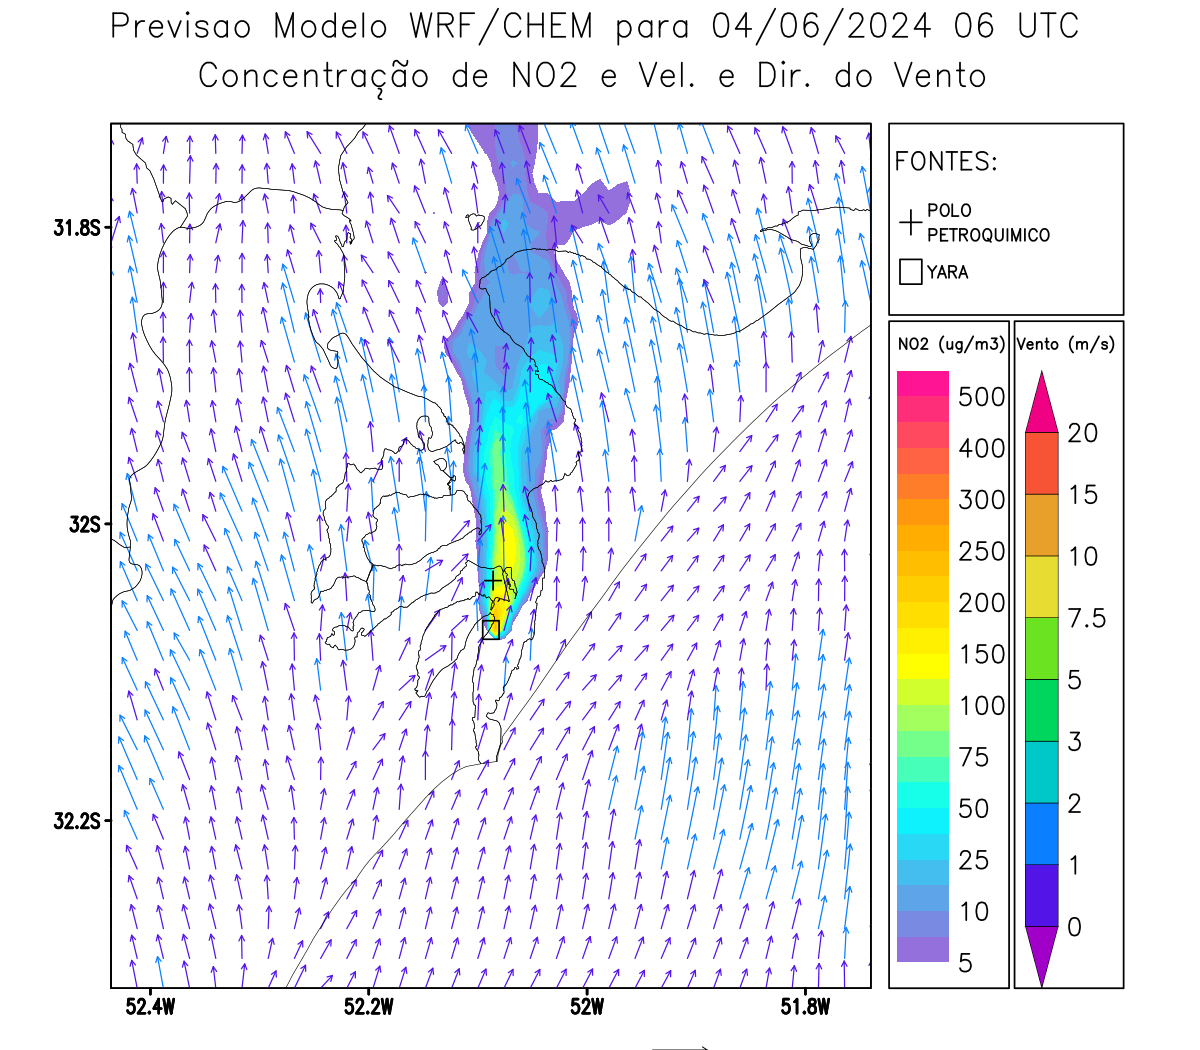 Previsao Modelo WRF/CHEM para 04/06/2024 06 UTC
Concentração de NO2 e Vel. e Dir. do Vento
FONTES:
POLO
PETROQUIMICO
YARA
NO2 (ug/m3)
500
400
300
250
200
150
100
75
50
25
10
5
Vento (m/s)
20
15
10
7.5
5
3
2
1
0
31.8S
32S
32.2S
52.4W
52.2W
52W
51.8W